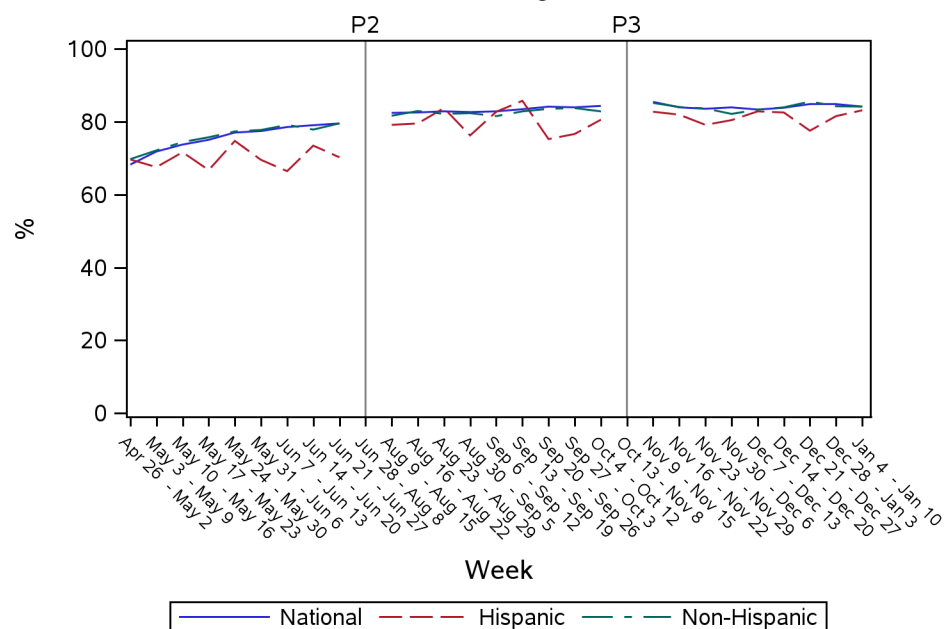 P2
P3
100
80
60
40
20
0
%
Apr 26 - May 2
May 3 - May 9
May 10 - May 16
May 17 - May 23
May 24 - May 30
May 31 - Jun 6
Jun 7 - Jun 13
Jun 14 - Jun 20
Jun 21 - Jun 27
Jun 28 - Aug 8
Aug 9 - Aug 15
Aug 16 - Aug 22
Aug 23 - Aug 29
Aug 30 - Sep 5
Sep 6 - Sep 12
Sep 13 - Sep 19
Sep 20 - Sep 26
Sep 27 - Oct 3
Oct 4 - Oct 12
Oct 13 - Nov 8
Nov 9 - Nov 15
Nov 16 - Nov 22
Nov 23 - Nov 29
Nov 30 - Dec 6
Dec 7 - Dec 13
Dec 14 - Dec 20
Dec 21 - Dec 27
Dec 28 - Jan 3
Jan 4 - Jan 10
Week
National
Hispanic
Non-Hispanic